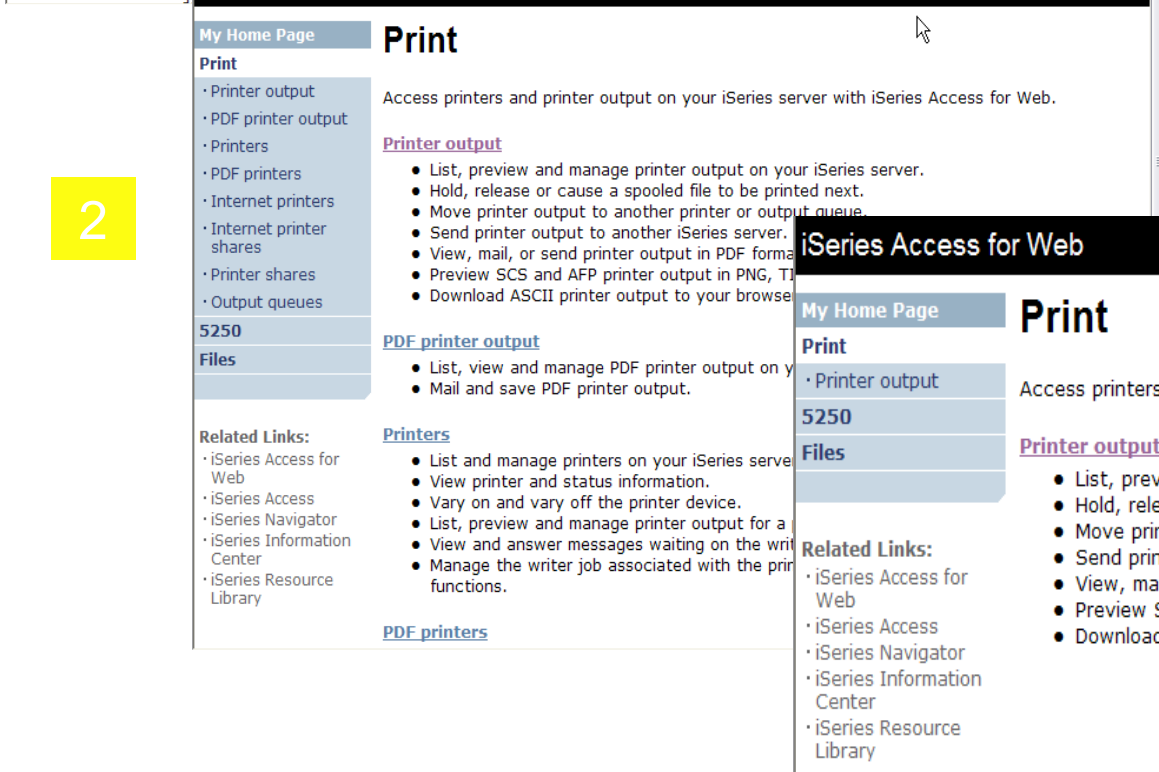 My Home Page
Print
· Printer output
· PDF printer output
· Printers
· PDF printers
· Internet printers
· Internet printer
shares
· Printer shares
· Output queues
5250
Files
Related Links:
· iSeries Access for
Web
· iSeries Access
· iSeries Navigator
· iSeries Information
Center
· iSeries Resource
Library
2
Print
Access printers and printer output on your iSeries server with iSeries Access for Web.
Printer output
● List, preview and manage printer output on your iSeries server.
● Hold, release or cause a spooled file to be printed next.
● Move printer output to another printer or output queue.
● Send printer output to another iSeries server.
● View, mail, or send printer output in PDF forma
● Preview SCS and AFP printer output in PNG, TI
● Download ASCII printer output to your browse
PDF printer output
● List, view and manage PDF printer output on y
● Mail and save PDF printer output.
Printers
● List and manage printers on your iSeries serve
● View printer and status information.
● Vary on and vary off the printer device.
● List, preview and manage printer output for a
● View and answer messages waiting on the writ
● Manage the writer job associated with the prin
functions.
PDF printers
iSeries Access for Web
My Home Page
Print
· Printer output
5250
Files
Related Links:
· iSeries Access for
Web
· iSeries Access
· iSeries Navigator
· iSeries Information
Center
· iSeries Resource
Library
Print
Access printers
Printer output
● List, prev
● Hold, rele
● Move prin
● Send prin
● View, ma
● Preview S
● Download